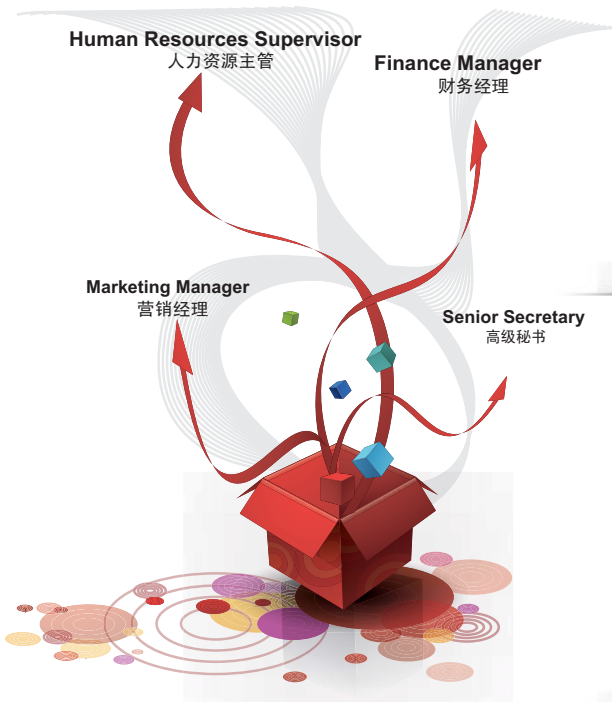 Human Resources Supervisor
人力资源主管
Finance Manager
财务经理
Marketing Manager
营销经理
Senior Secretary
高级秘书